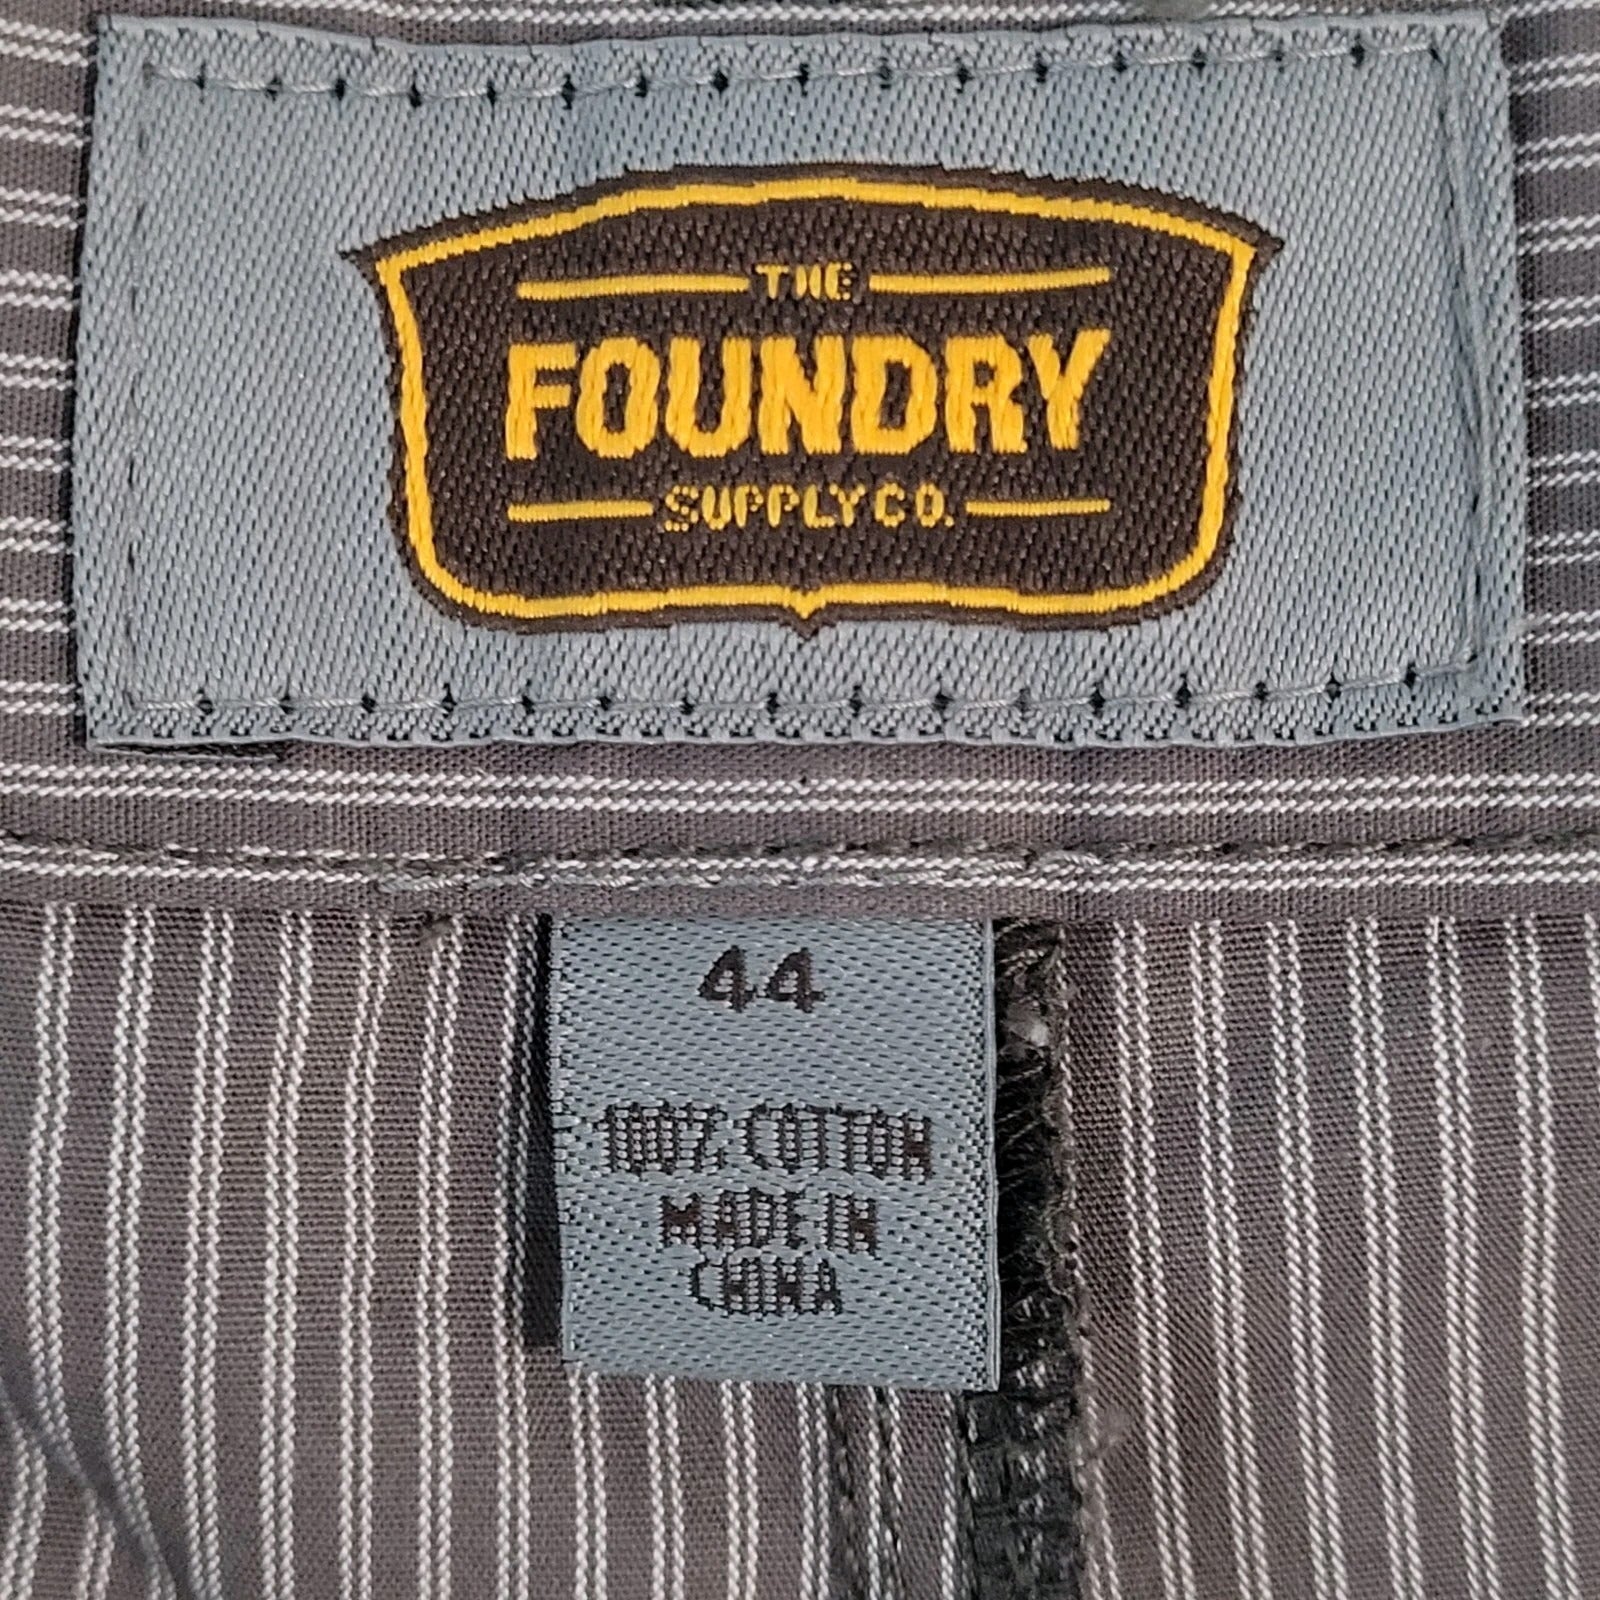 THE
FOUNDRY
SUPPLY CO.
44
100% COTTON
MADE IN
CHINA